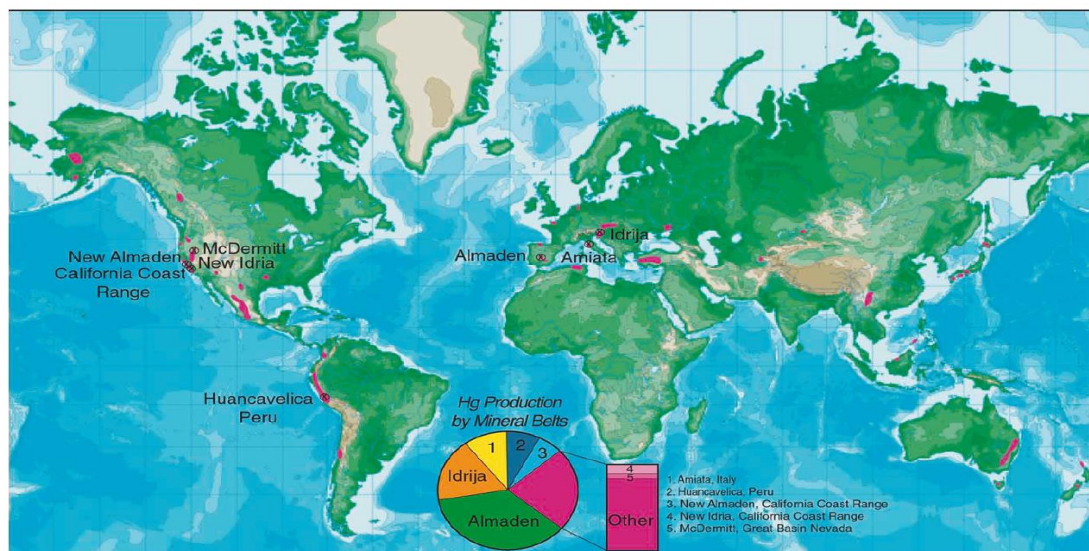 McDermitt
New Almaden
New Idria
California Coast
Range
Almaden
Idrija
Amiata
Huancavelica
Peru
Hg Production
by Mineral Belts
1
2
3
Idrija
Almaden
4
5
Other
1, Amiata, Italy
2. Huancavelica, Peru
3. New Almaden, California Coast Range
4. New Idria, California Coast Range
5. McDermitt, Great Basin Nevada